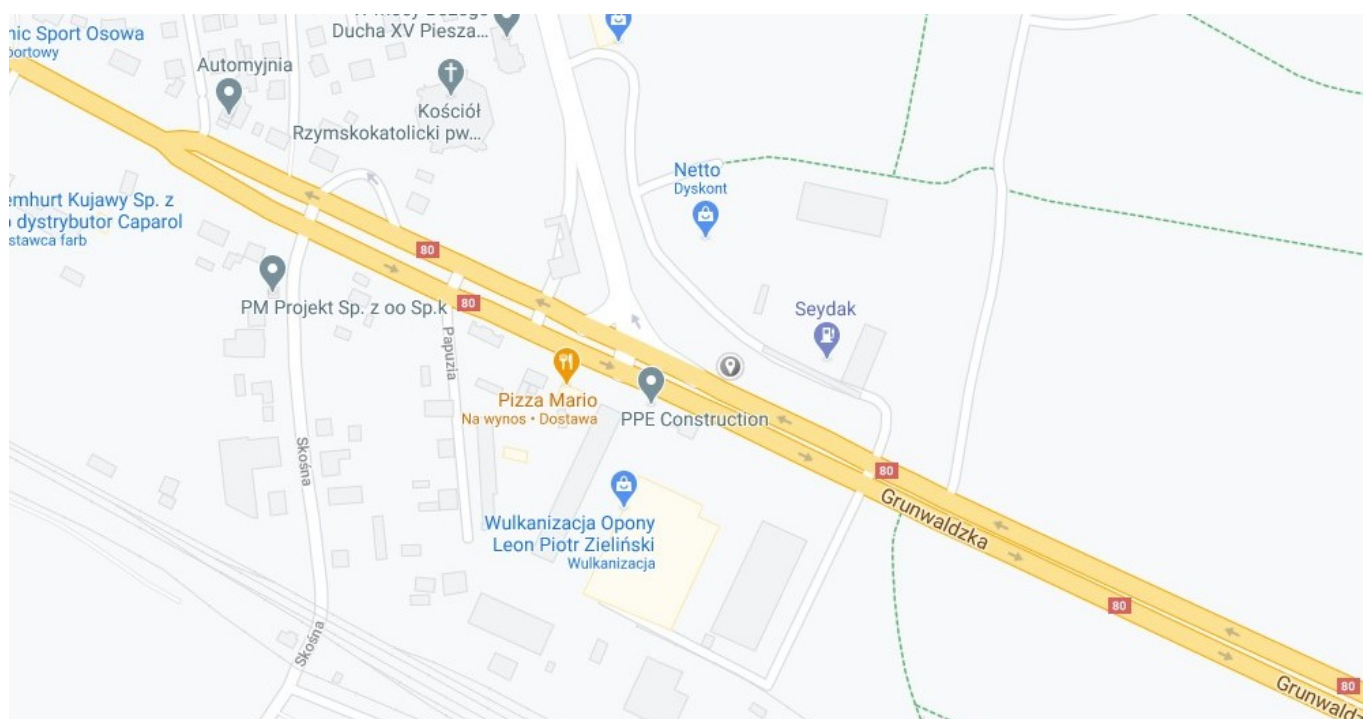 nic Sport Osowa
portowy
Ducha XV Piesza...
Automyjnia
Kościół
Rzymskokatolicki pw...
Netto
Dyskont
emhurt Kujawy Sp. z
dystrybutor Caparol
stawca farb
80
PM Projekt Sp. z oo Sp.k
80
Seydak
Papuzia
Pizza Mario
Na wynos • Dostawa
PPE Construction
Skośna
80
Grunwaldzka
Wulkanizacja Opony
Leon Piotr Zieliński
Wulkanizacja
80
Skośna
80
Grunwaldz